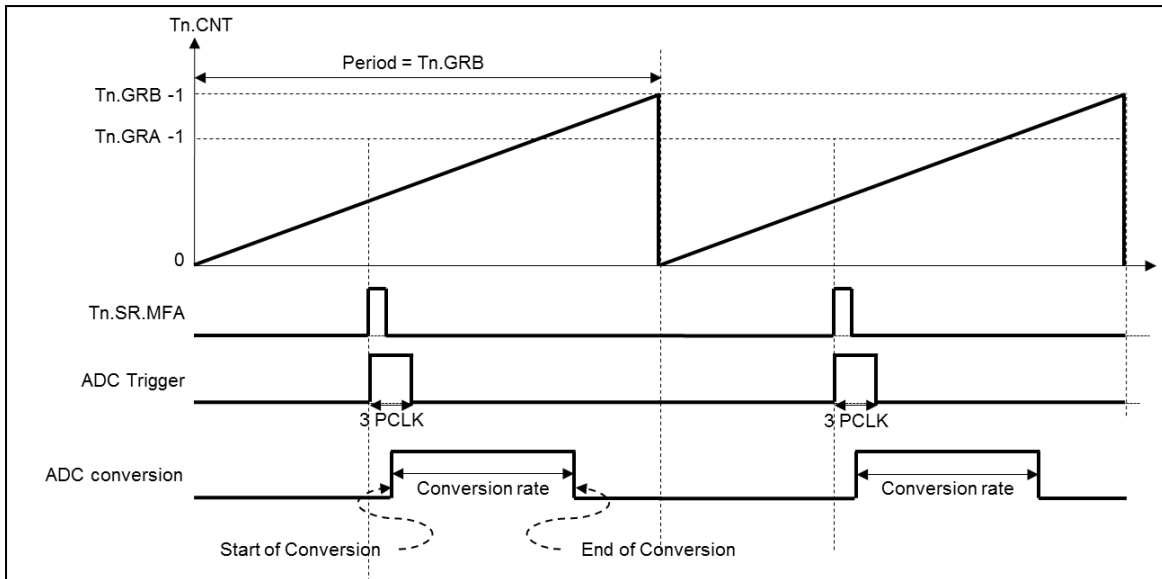 Tn.CNT
Period = Tn.GRB
Tn.GRB -1
Tn.GRA -1
0
Tn.SR.MFA
ADC Trigger
3 PCLK
3 PCLK
ADC conversion
Conversion rate
Conversion rate
Start of Conversion
End of Conversion